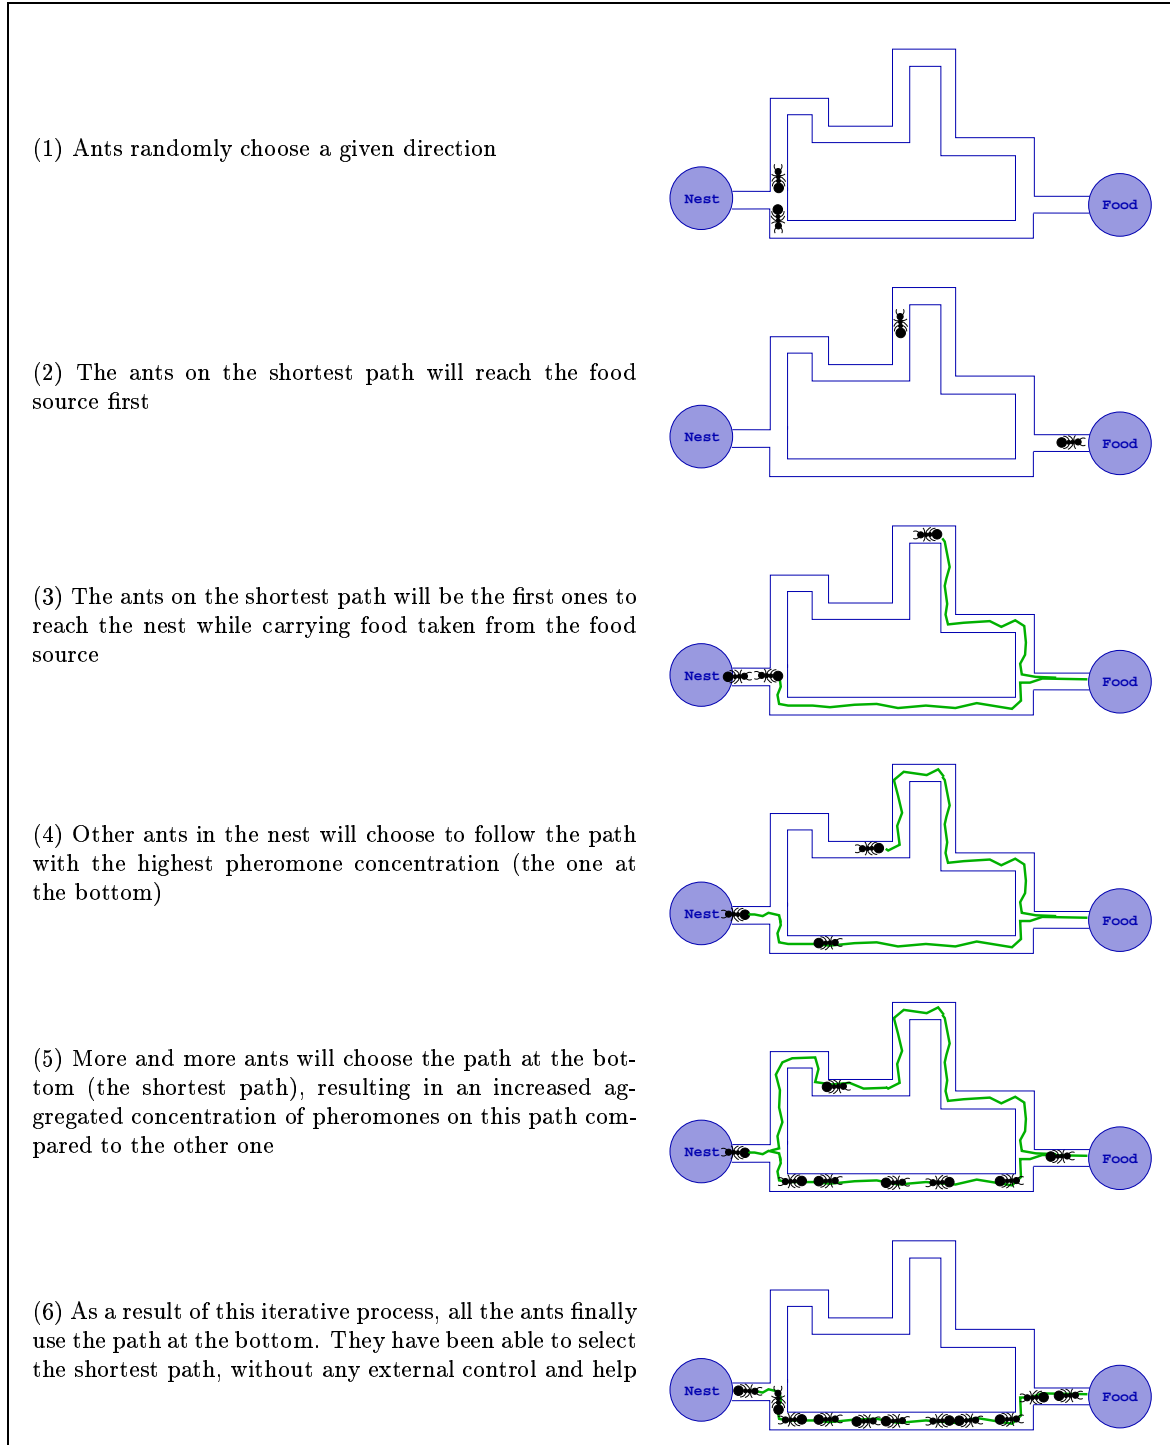 (1) Ants randomly choose a given direction
Nest
Food
(2) The ants on the shortest path will reach the food
source first
Nest
Food
(3) The ants on the shortest path will be the first ones to
reach the nest while carrying food taken from the food
source
Nest
Food
(4) Other ants in the nest will choose to follow the path
with the highest pheromone concentration (the one at
the bottom)
Nest
Food
(5) More and more ants will choose the path at the bot-
tom (the shortest path), resulting in an increased ag-
gregated concentration of pheromones on this path com-
pared to the other one
Nest
Food
(6) As a result of this iterative process, all the ants finally
use the path at the bottom. They have been able to select
the shortest path, without any external control and help
Nest
Food